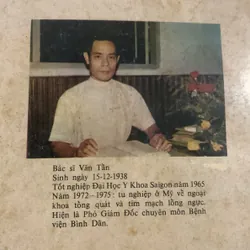 Bác sĩ Văn Tần
Sinh ngày 15-12-1938
Tốt nghiệp Đại Học Y Khoa Saigon năm 1965
Năm 1972-1975: tu nghiệp ở Mỹ về ngoại
khoa tổng quát và tim mạch lồng ngực.
Hiện là Phó Giám Đốc chuyên môn Bệnh
viện Bình Dân.